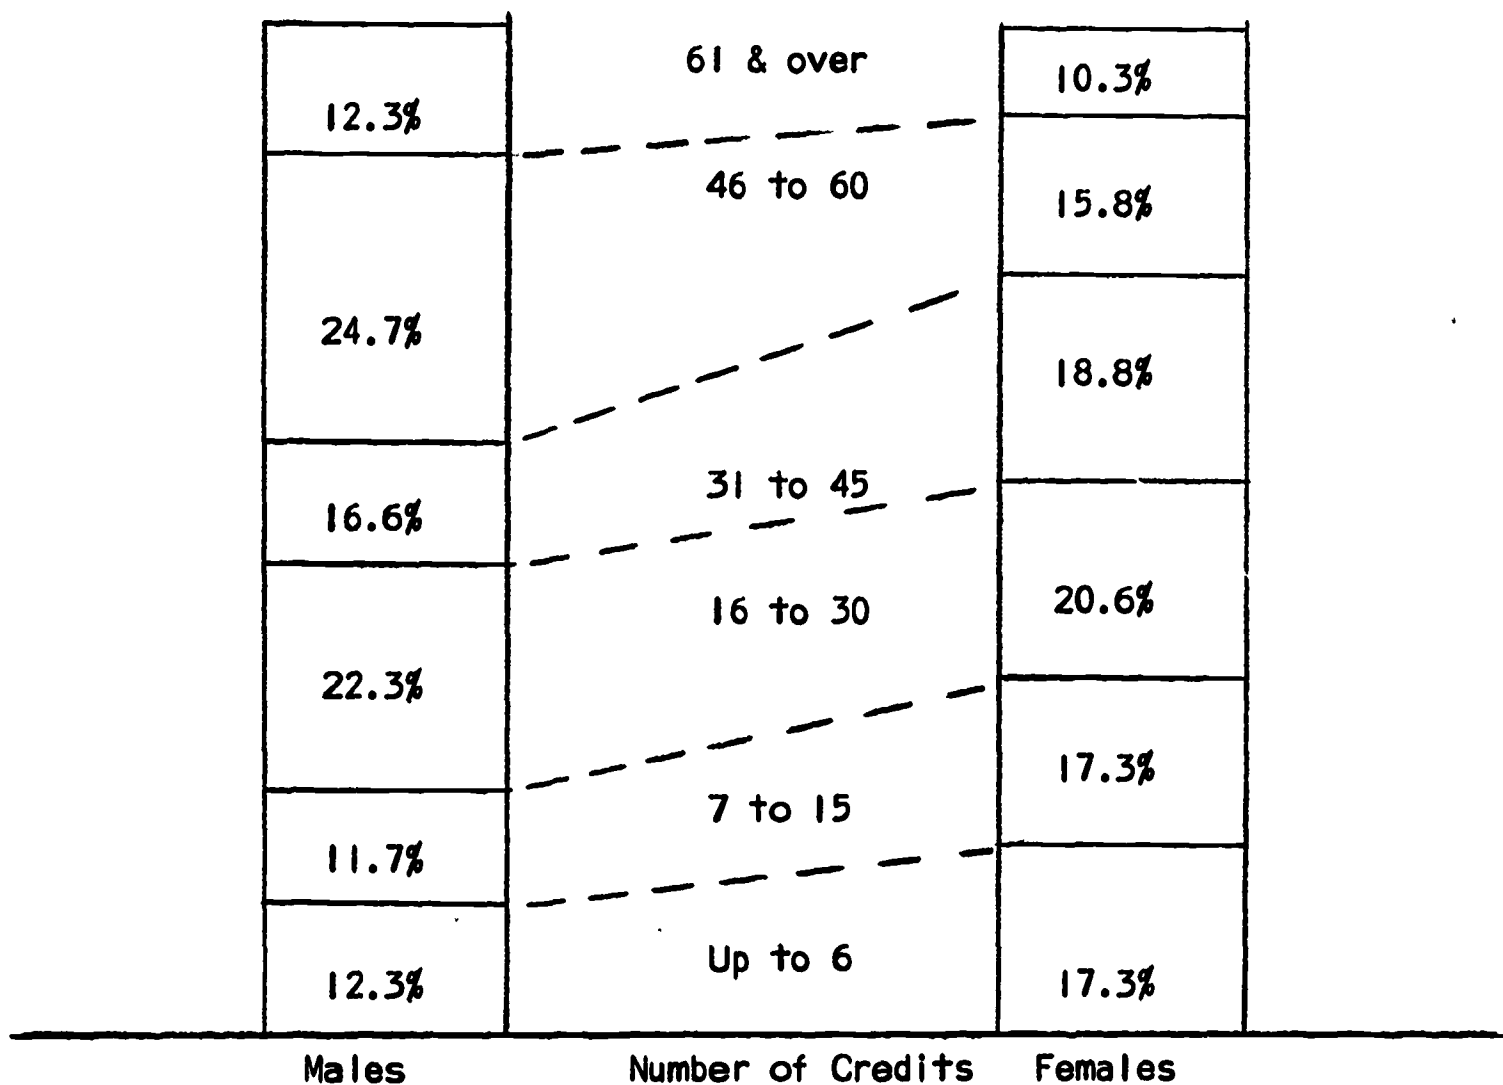 61 & over
10.3%
12.3%
46 to 60
15.8%
24.7%
18.8%
31 to 45
16.6%
16 to 30
20.6%
22.3%
17.3%
7 to 15
11.7%
Up to 6
12.3%
17.3%
Males Number of Credits Females